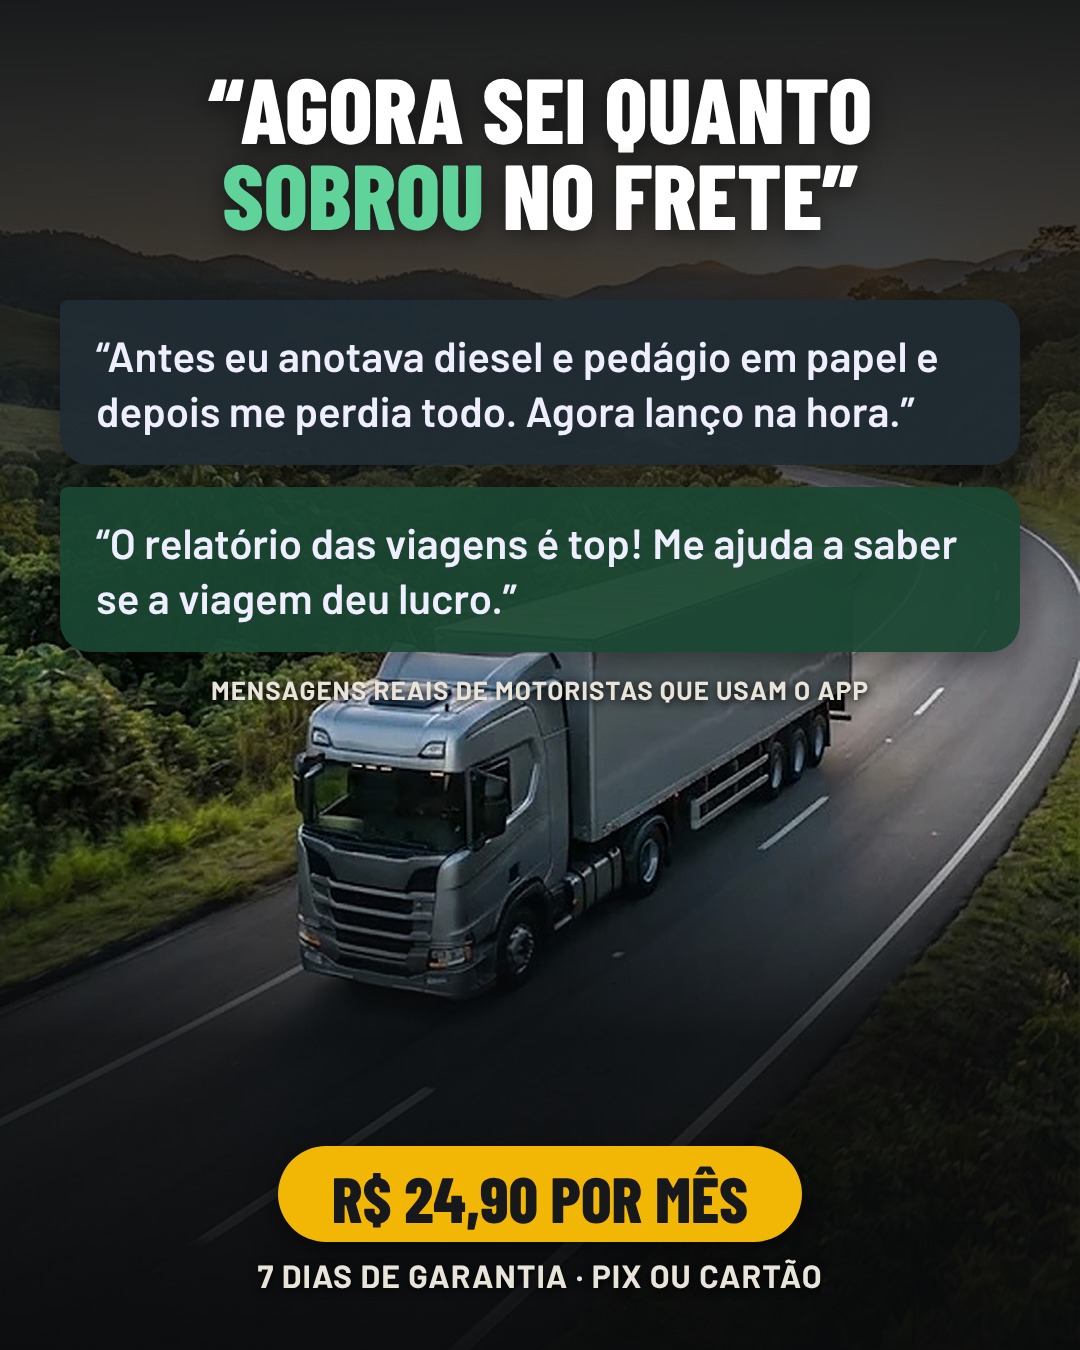 “AGORA SEI QUANTO
SOBROU NO FRETE”
“Antes eu anotava diesel e pedágio em papel e
depois me perdia todo. Agora lanço na hora.”
“O relatório das viagens é top! Me ajuda a saber
se a viagem deu lucro.”
MENSAGENS REAIS DE MOTORISTAS QUE USAM O APP
R$ 24,90 POR MÊS
7 DIAS DE GARANTIA · PIX OU CARTÃO